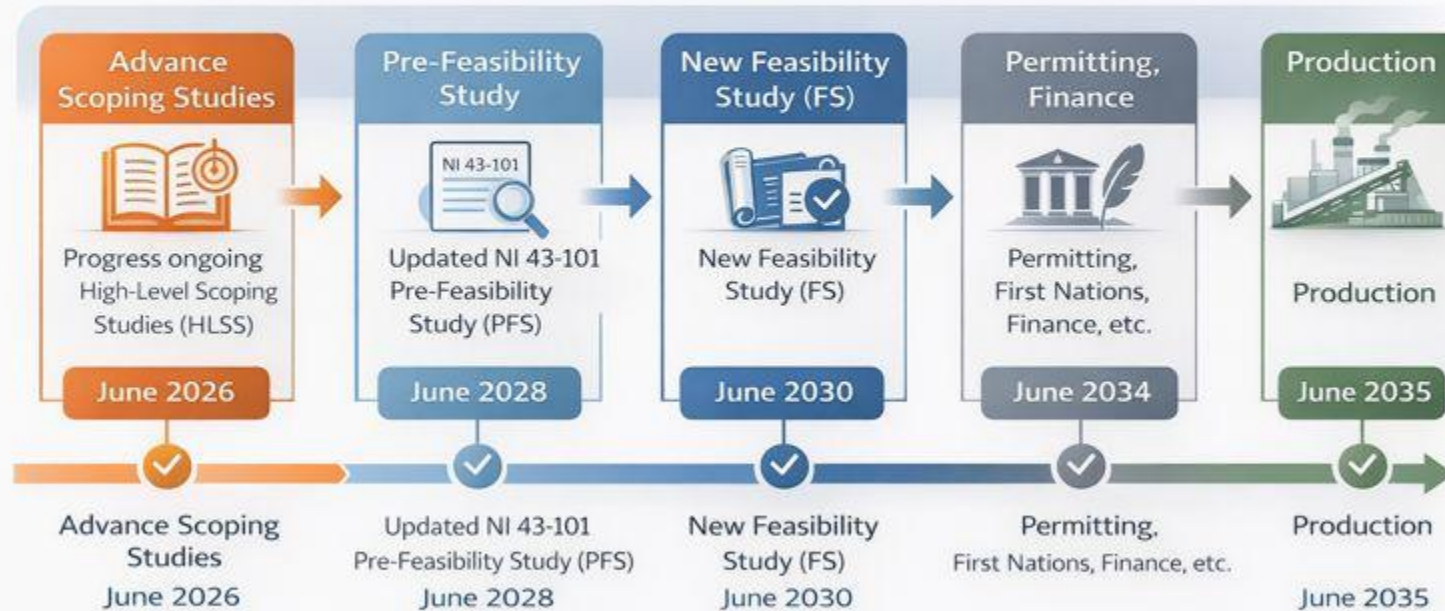 Advance
Scoping Studies
Progress ongoing
High-Level Scoping
Studies (HLSS)
June 2026
Pre-Feasibility
Study
NI 43-101
Updated NI 43-101
Pre-Feasibility
Study (PFS)
June 2028
New Feasibility
Study (FS)
New Feasibility
Study (FS)
June 2030
Permitting,
Finance
Permitting,
First Nations,
Finance, etc.
June 2034
Production
Production
June 2035
Advance Scoping
Studies
June 2026
Updated NI 43-101
Pre-Feasibility Study (PFS)
June 2028
New Feasibility
Study (FS)
June 2030
Permitting.
First Nations, Finance, etc.
Production
June 2035